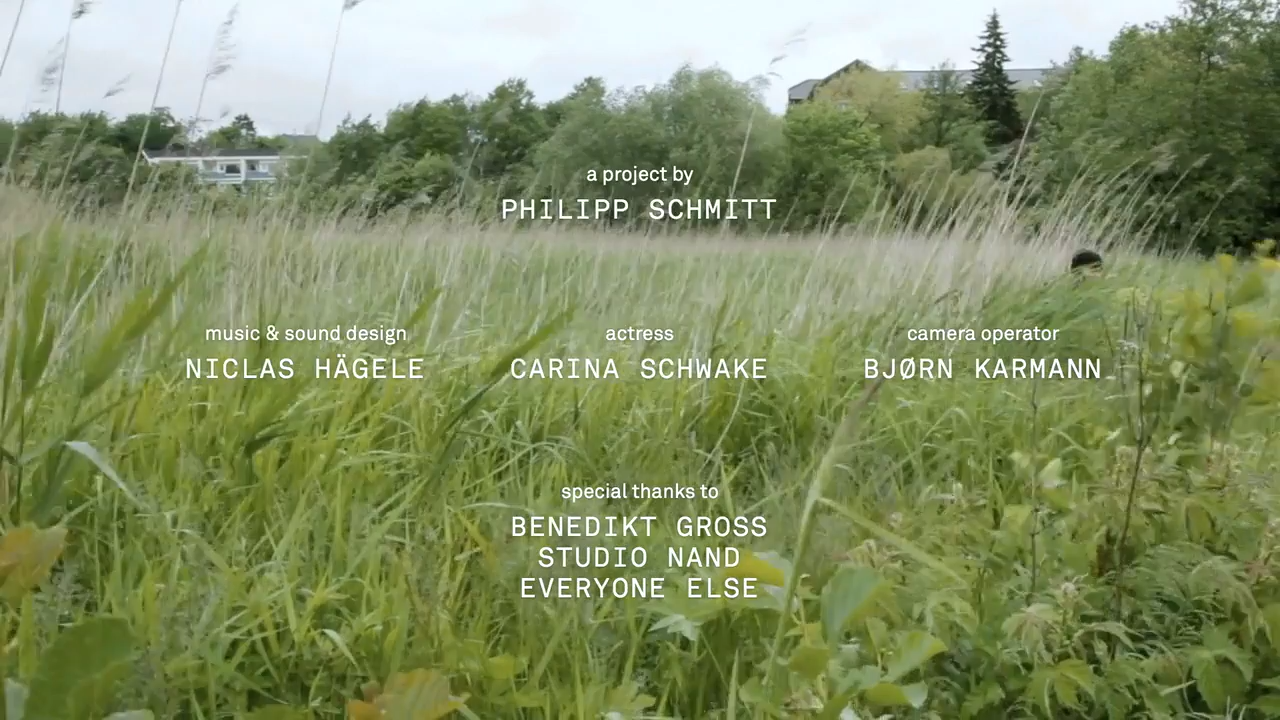 a project by
PHILIPP SCHMITT
music & sound design
NICLAS HÄGELE
actress
CARINA SCHWAKE
camera operator
BJØRN KARMANN
special thanks to
BENEDIKT GROSS
STUDIO NAND
EVERYONE ELSE